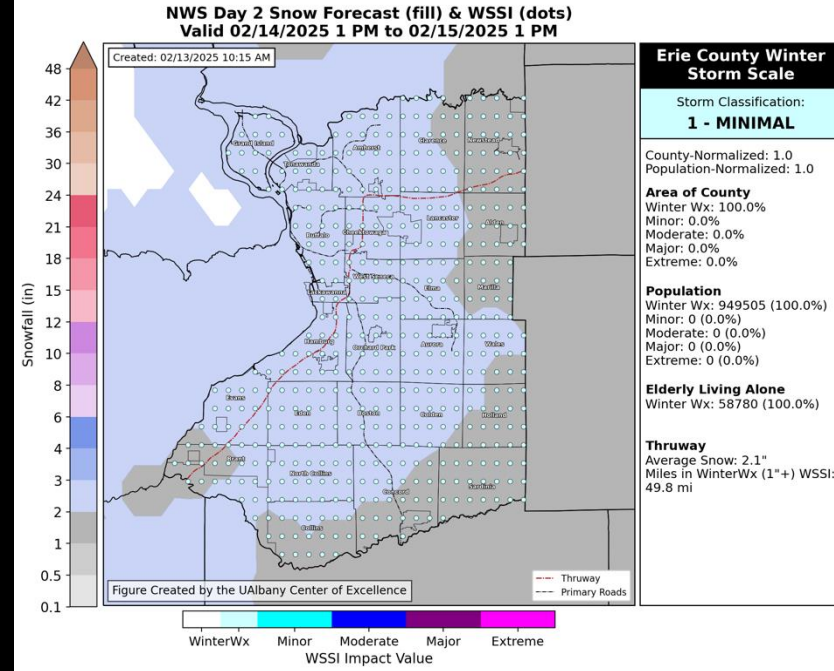 NWS Day 2 Snow Forecast (fill) & WSSI (dots)
Valid 02/14/2025 1 PM to 02/15/2025 1 PM
Created: 02/13/2025 10:15 AM
Snowfall (in)
48
42
36
30
24
21
18
15
12
10
8
6
4
3
2
1
0.5
0.1
Grand Island
Tonawanda
Amherst
Clarence
Newstead
Buffalo
Cheektowaga
Lancaster
Alden
West Seneca
Lackawanna
Elma
Marilla
Hamburg
Orchard Park
Aurora
Wales
Evans
Eden
Boston
Colden
Holland
Brant
North Collins
Concord
Sardinia
Collins
Figure Created by the UAlbany Center of Excellence
Thruway
Primary Roads
WinterWx
Minor
Moderate
Major
Extreme
WSSI Impact Value
Erie County Winter
Storm Scale
Storm Classification:
1 - MINIMAL
County-Normalized: 1.0
Population-Normalized: 1.0
Area of County
Winter Wx: 100.0%
Minor: 0.0%
Moderate: 0.0%
Major: 0.0%
Extreme: 0.0%
Population
Winter Wx: 949505 (100.0%)
Minor: 0 (0.0%)
Moderate: 0 (0.0%)
Major: 0 (0.0%)
Extreme: 0 (0.0%)
Elderly Living Alone
Winter Wx: 58780 (100.0%)
Thruway
Average Snow: 2.1"
Miles in WinterWx (1"+) WSSI:
49.8 mi